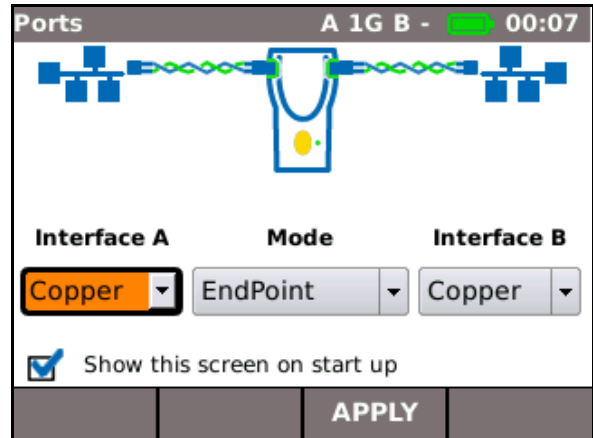 Ports A 1G B - 00:07
Interface A Mode Interface B
Copper EndPoint Copper
Show this screen on start up
APPLY